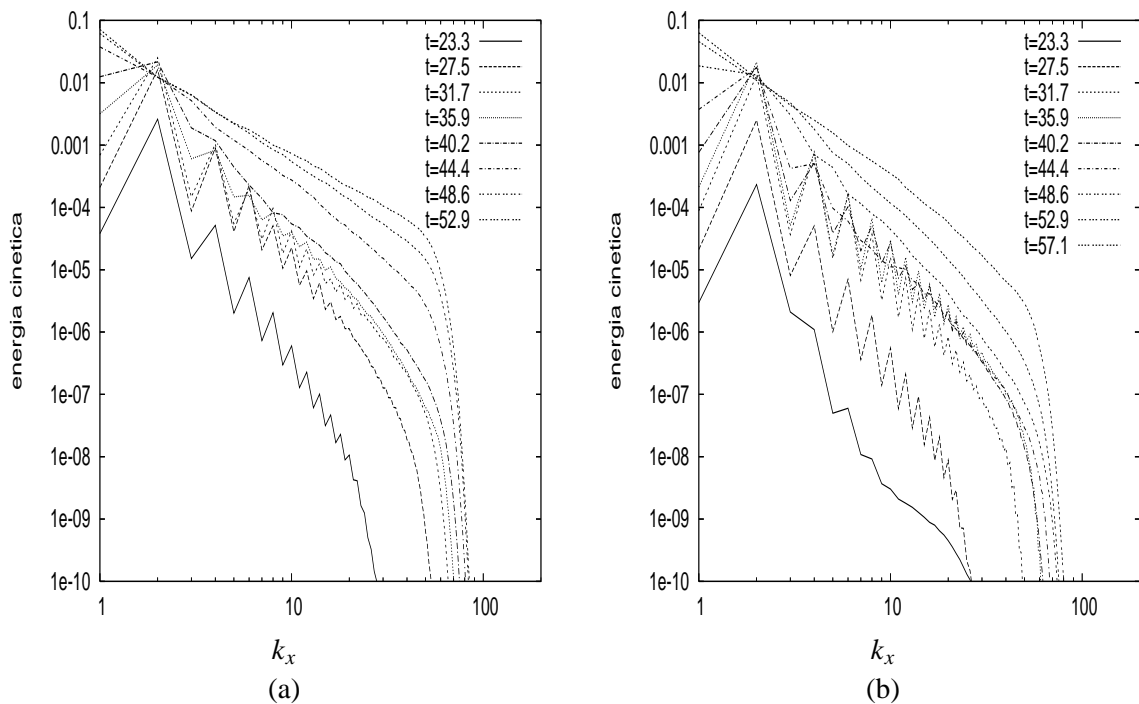 0.1
0.01
0.001
1e-04
1e-05
1e-06
1e-07
1e-08
1e-09
1e-10
energia cinetica
t=23.3
t=27.5
t=31.7
t=35.9
t=40.2
t=44.4
t=48.6
t=52.9
1
10
100
k_x
(a)
0.1
0.01
0.001
1e-04
1e-05
1e-06
1e-07
1e-08
1e-09
1e-10
energia cinetica
t=23.3
t=27.5
t=31.7
t=35.9
t=40.2
t=44.4
t=48.6
t=52.9
t=57.1
1
10
100
k_x
(b)